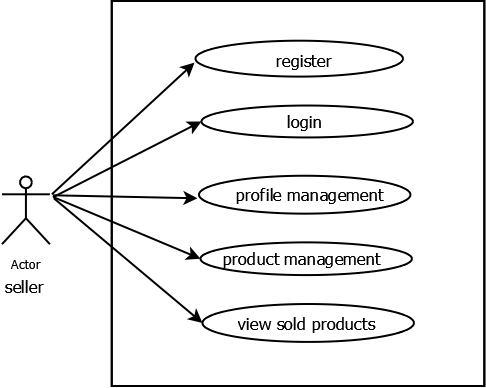 register
login
profile management
product management
view sold products
Actor
seller